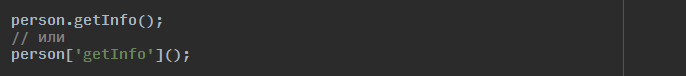 person.getInfo();
// или
person['getInfo']();